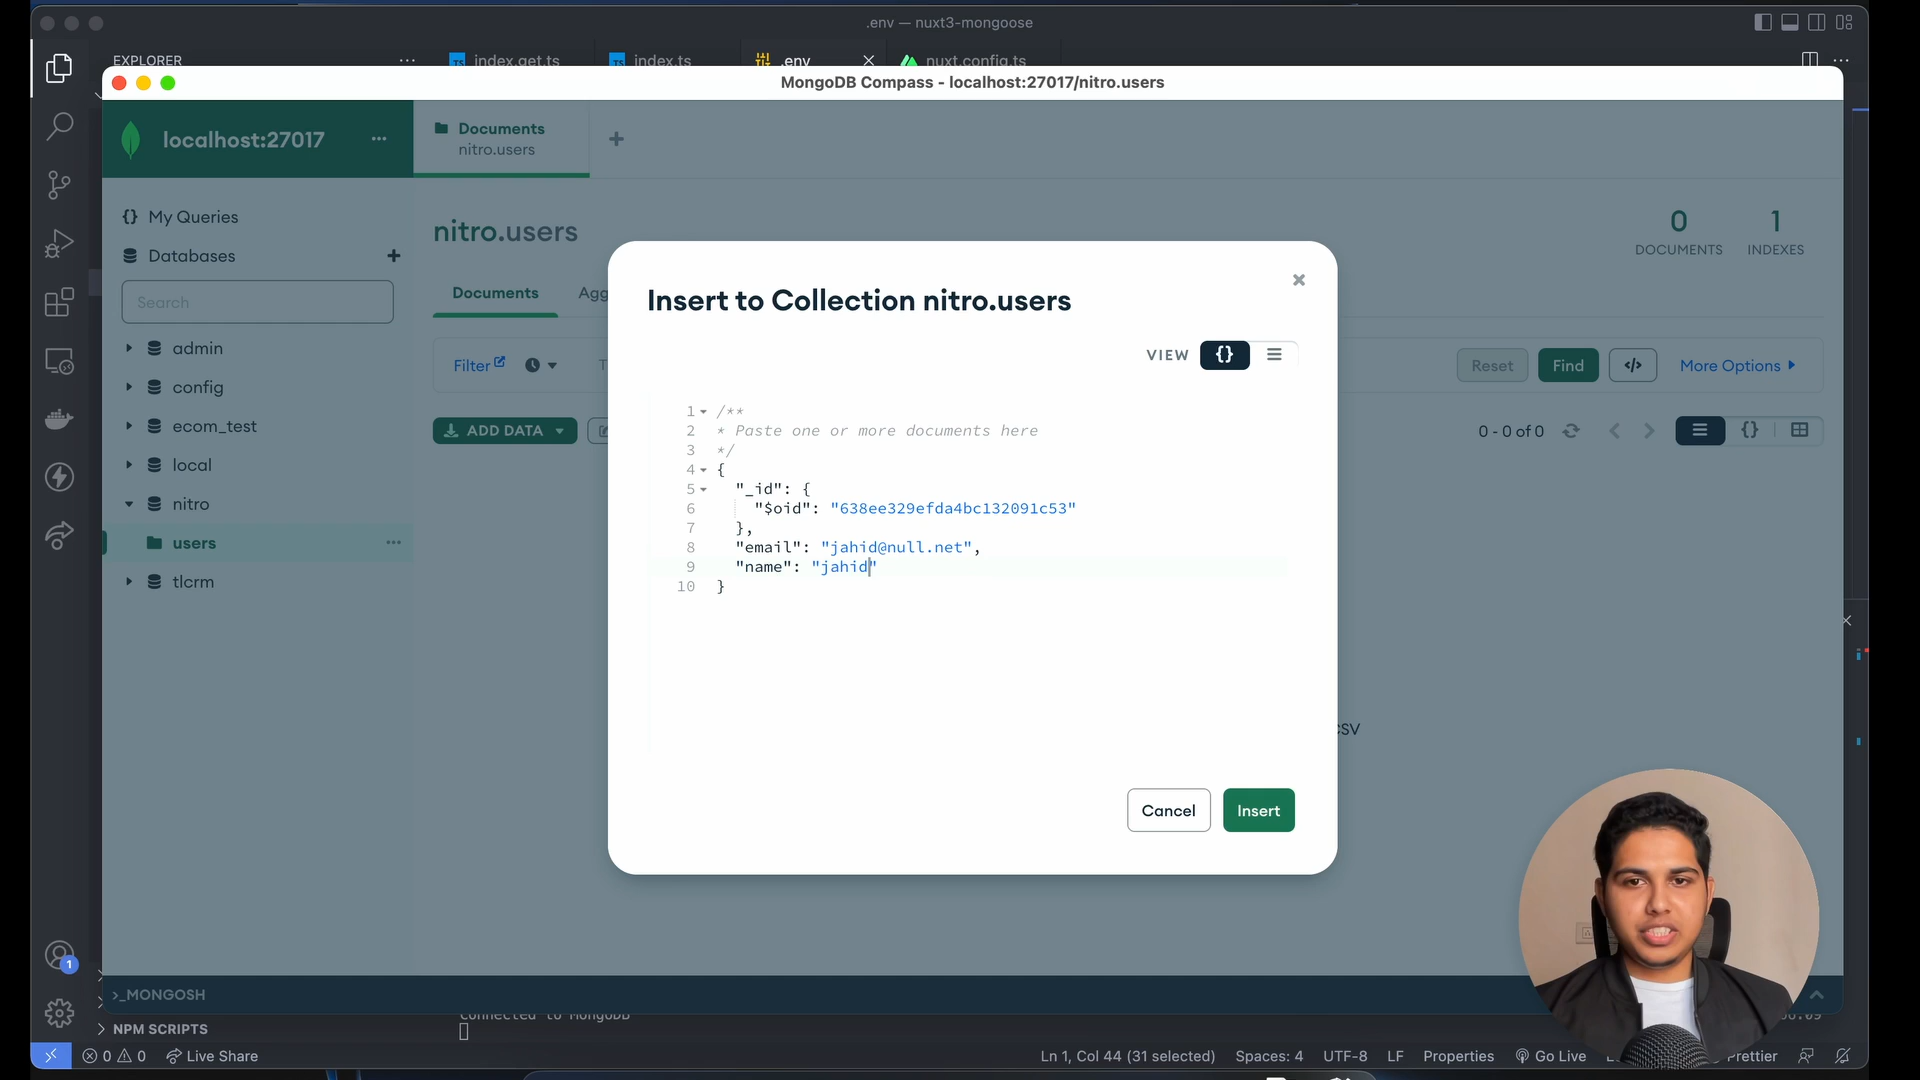 .env — nuxt3-mongoose
EXPLORER
index.get.ts
index.ts
.env
nuxt.config.ts
MongoDB Compass - localhost:27017/nitro.users
localhost:27017
Documents
nitro.users
My Queries
Databases
Search
admin
config
ecom_test
local
nitro
users
tlcrm
nitro.users
0
DOCUMENTS
1
INDEXES
Documents
Filter
Reset
Find
More Options
ADD DATA
0 - 0 of 0
Insert to Collection nitro.users
VIEW
{}
1 /**
2 * Paste one or more documents here
3 */
4 {
5 "_id": {
6 "$oid": "638ee329efda4bc132091c53"
7 },
8 "email": "jahid@null.net",
9 "name": "jahid"
10 }
CSV
Cancel
Insert
>_MONGOSH
Connected to MongoDB
NPM SCRIPTS
1
0 0
Live Share
Ln 1, Col 44 (31 selected)
Spaces: 4
UTF-8
LF
Properties
Go Live
Prettier